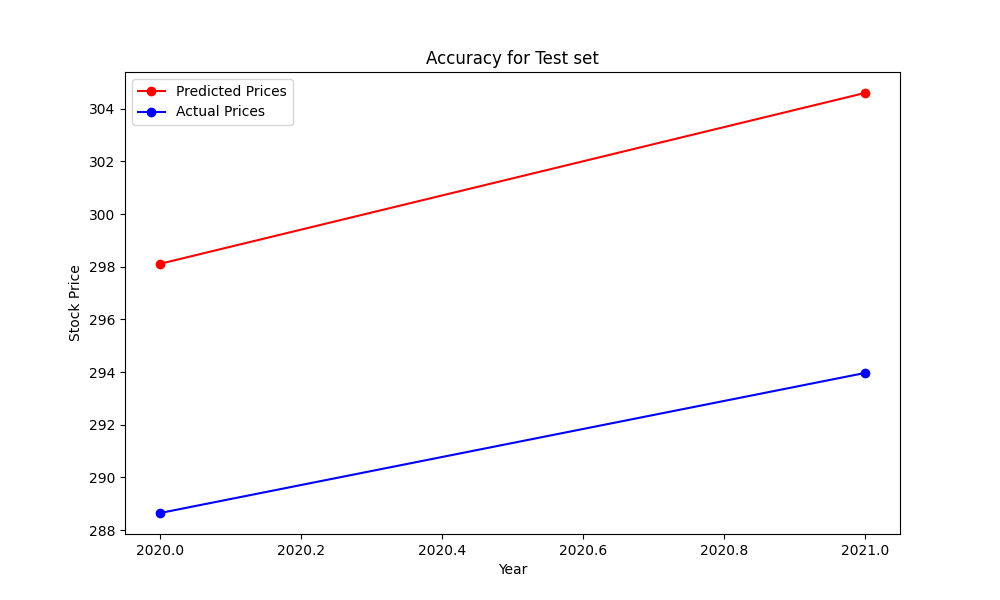 Accuracy for Test set
Predicted Prices
Actual Prices
304
302
300
298
296
294
292
290
288
Stock Price
2020.0 2020.2 2020.4 2020.6 2020.8 2021.0
Year